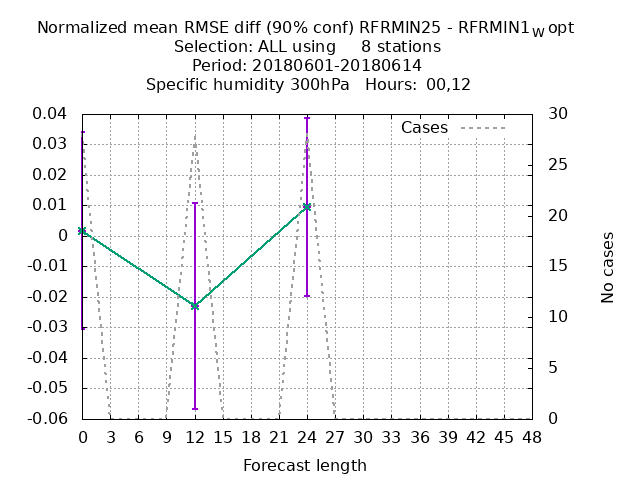 Normalized mean RMSE diff (90% conf) RFRMIN25 - RFRMIN1w opt
Selection: ALL using 8 stations
Period: 20180601-20180614
Specific humidity 300hPa Hours: 00,12
Cases
0.04
0.03
0.02
0.01
0
-0.01
-0.02
-0.03
-0.04
-0.05
-0.06
30
25
20
15
10
5
0
No cases
0 3 6 9 12 15 18 21 24 27 30 33 36 39 42 45 48
Forecast length